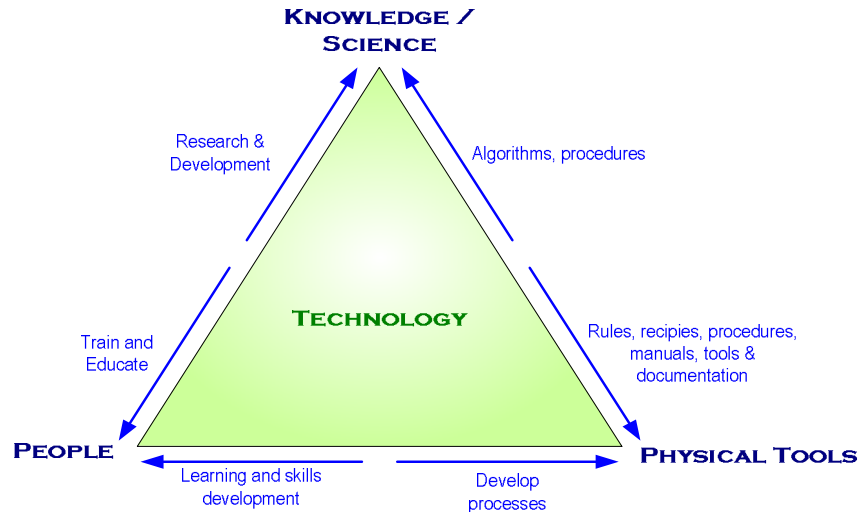 KNOWLEDGE /
SCIENCE
Research &
Development
Algorithms, procedures
TECHNOLOGY
Train and
Educate
Rules, recipies, procedures,
manuals, tools &
documentation
PEOPLE
PHYSICAL TOOLS
Learning and skills
development
Develop
processes